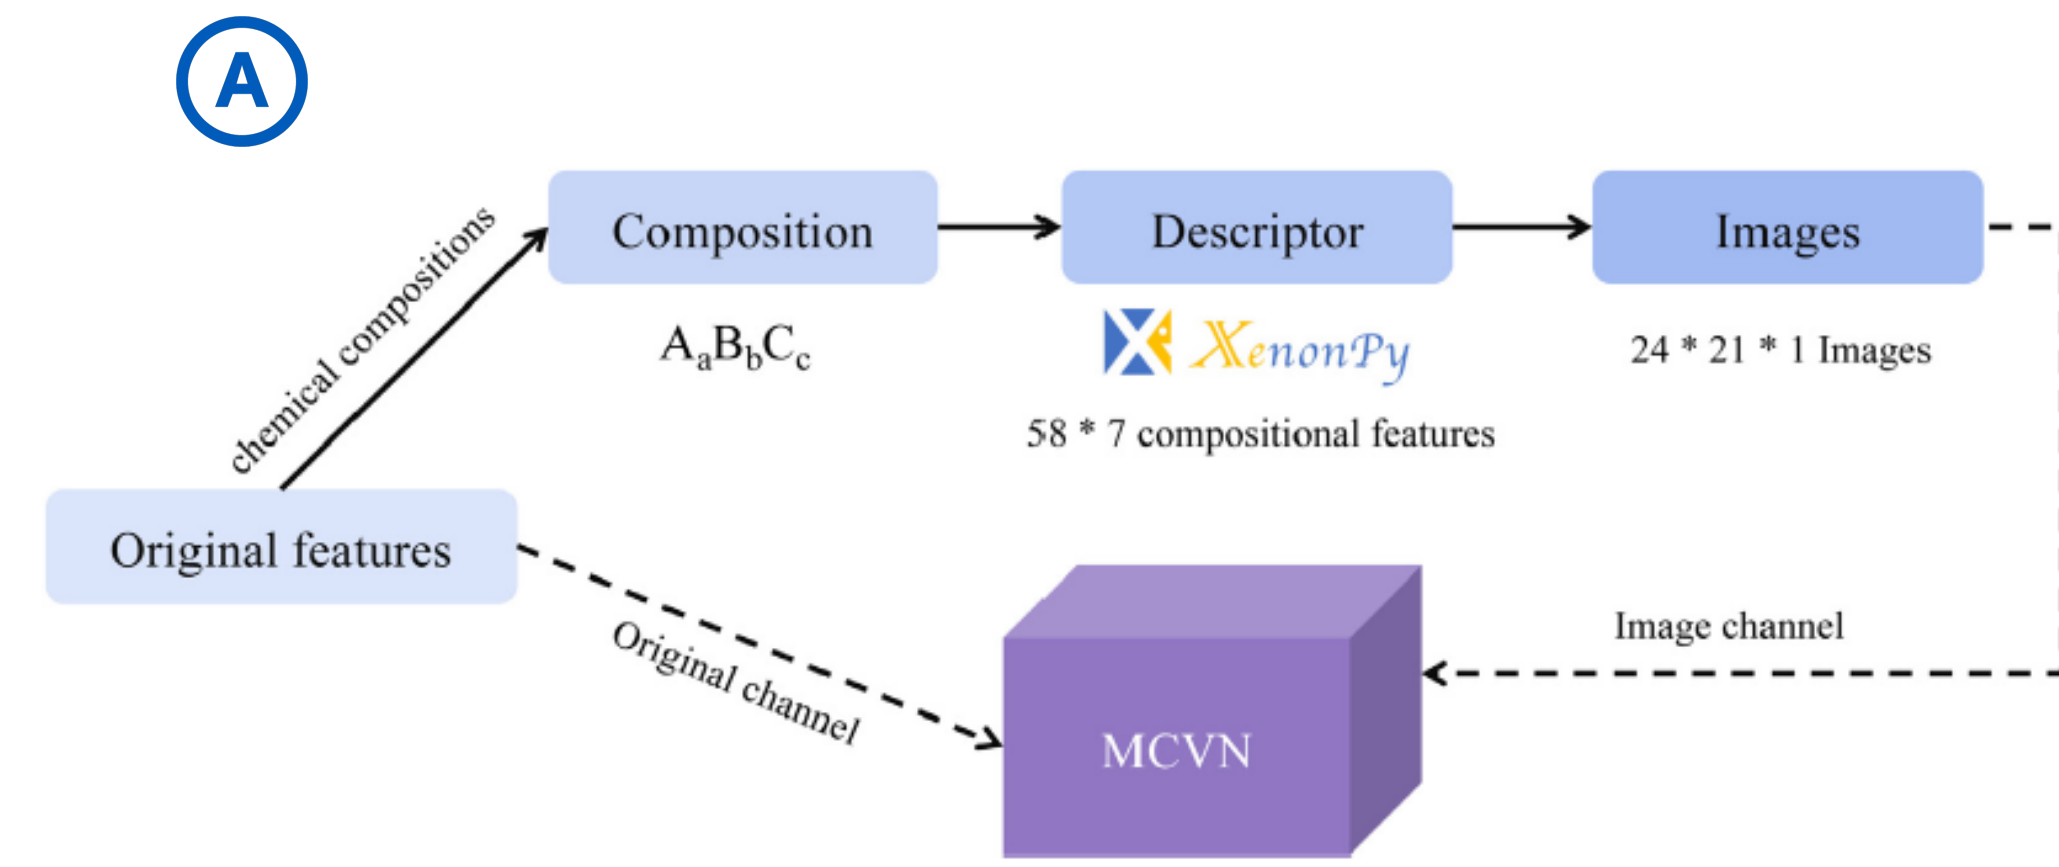 A
chemical compositions
Composition
Descriptor
Images
AₐBbCc
XenonPy
24 * 21 * 1 Images
58 * 7 compositional features
Original features
Original channel
Image channel
MCVN